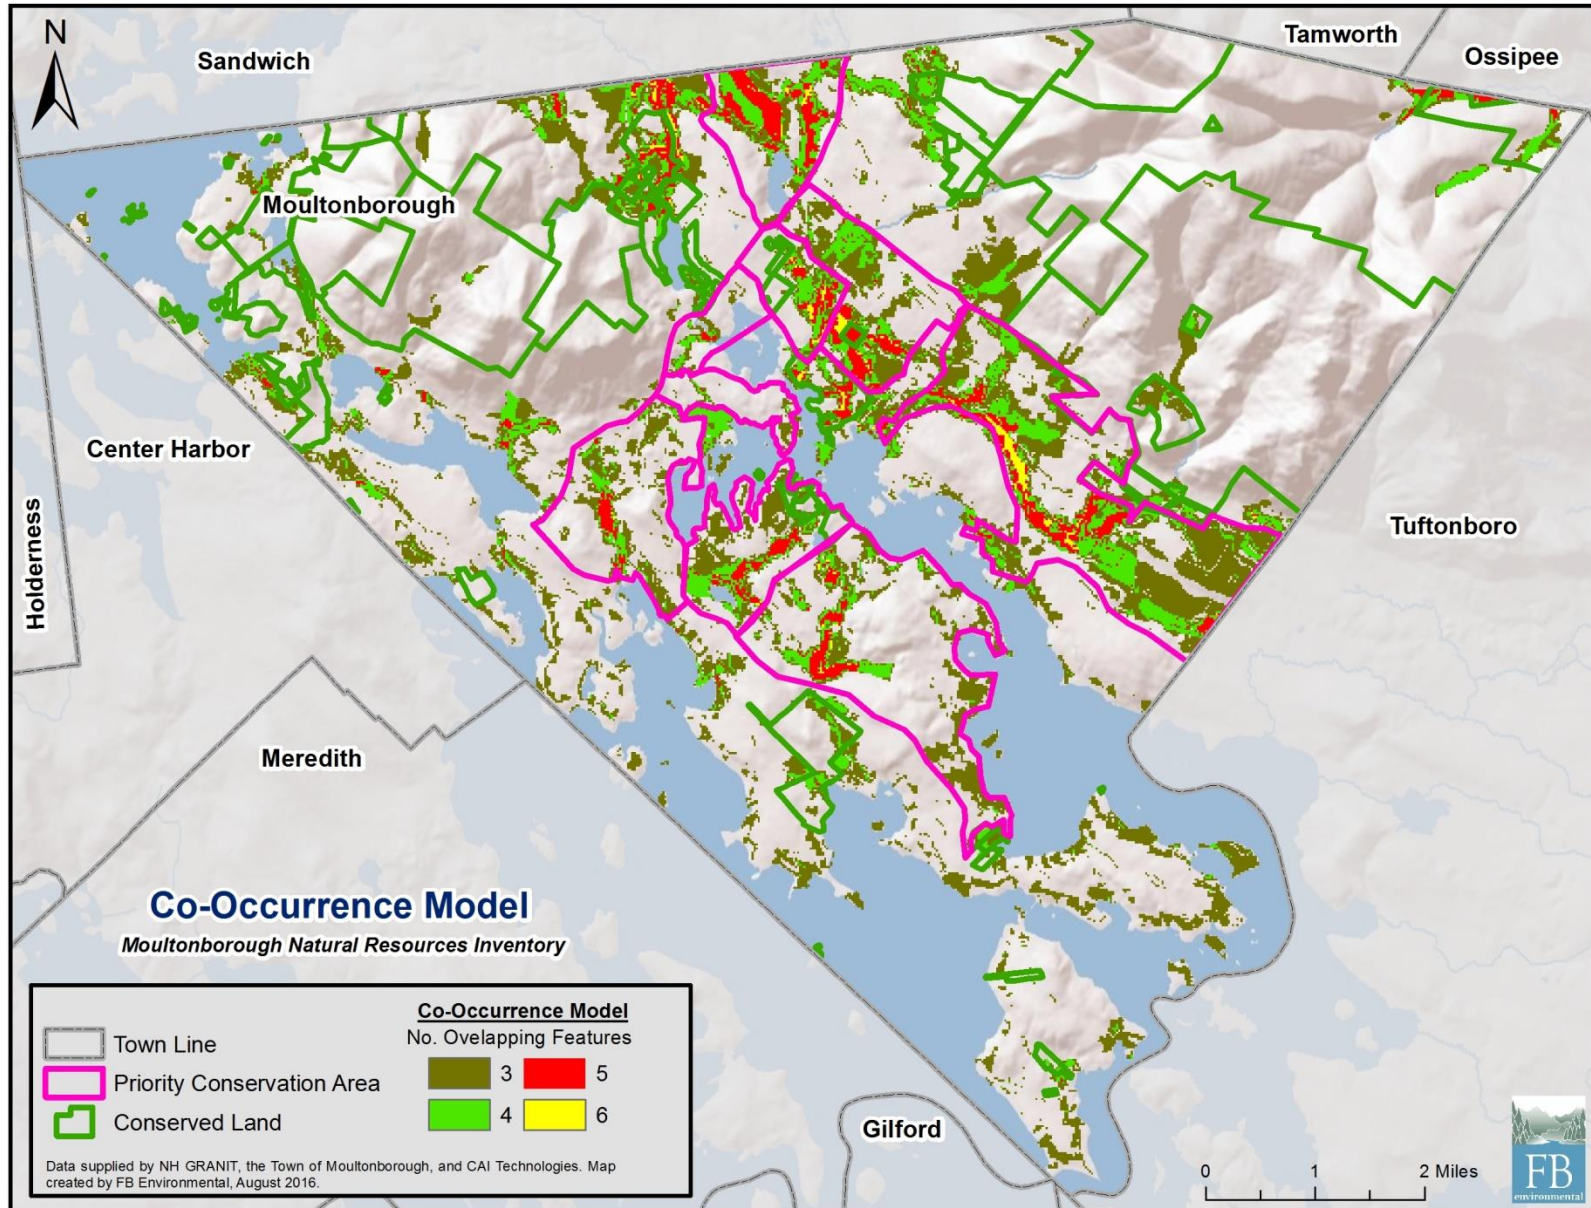 N
Sandwich
Tamworth
Ossipee
Moultonborough
Center Harbor
Holderness
Tuftonboro
Meredith
Gilford
Co-Occurrence Model
Moultonborough Natural Resources Inventory
Town Line
Priority Conservation Area
Conserved Land
Co-Occurrence Model
No. Ovelapping Features
3 5
4 6
Data supplied by NH GRANIT, the Town of Moultonborough, and CAI Technologies. Map
created by FB Environmental, August 2016.
0 1 2 Miles
FB
environmental